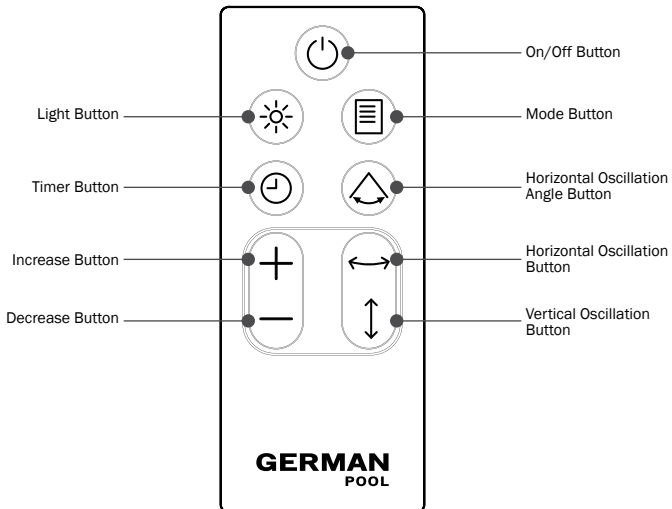 On/Off Button
Light Button
Mode Button
Timer Button
Horizontal Oscillation
Angle Button
Increase Button
Horizontal Oscillation
Button
Decrease Button
Vertical Oscillation
Button
GERMAN
POOL